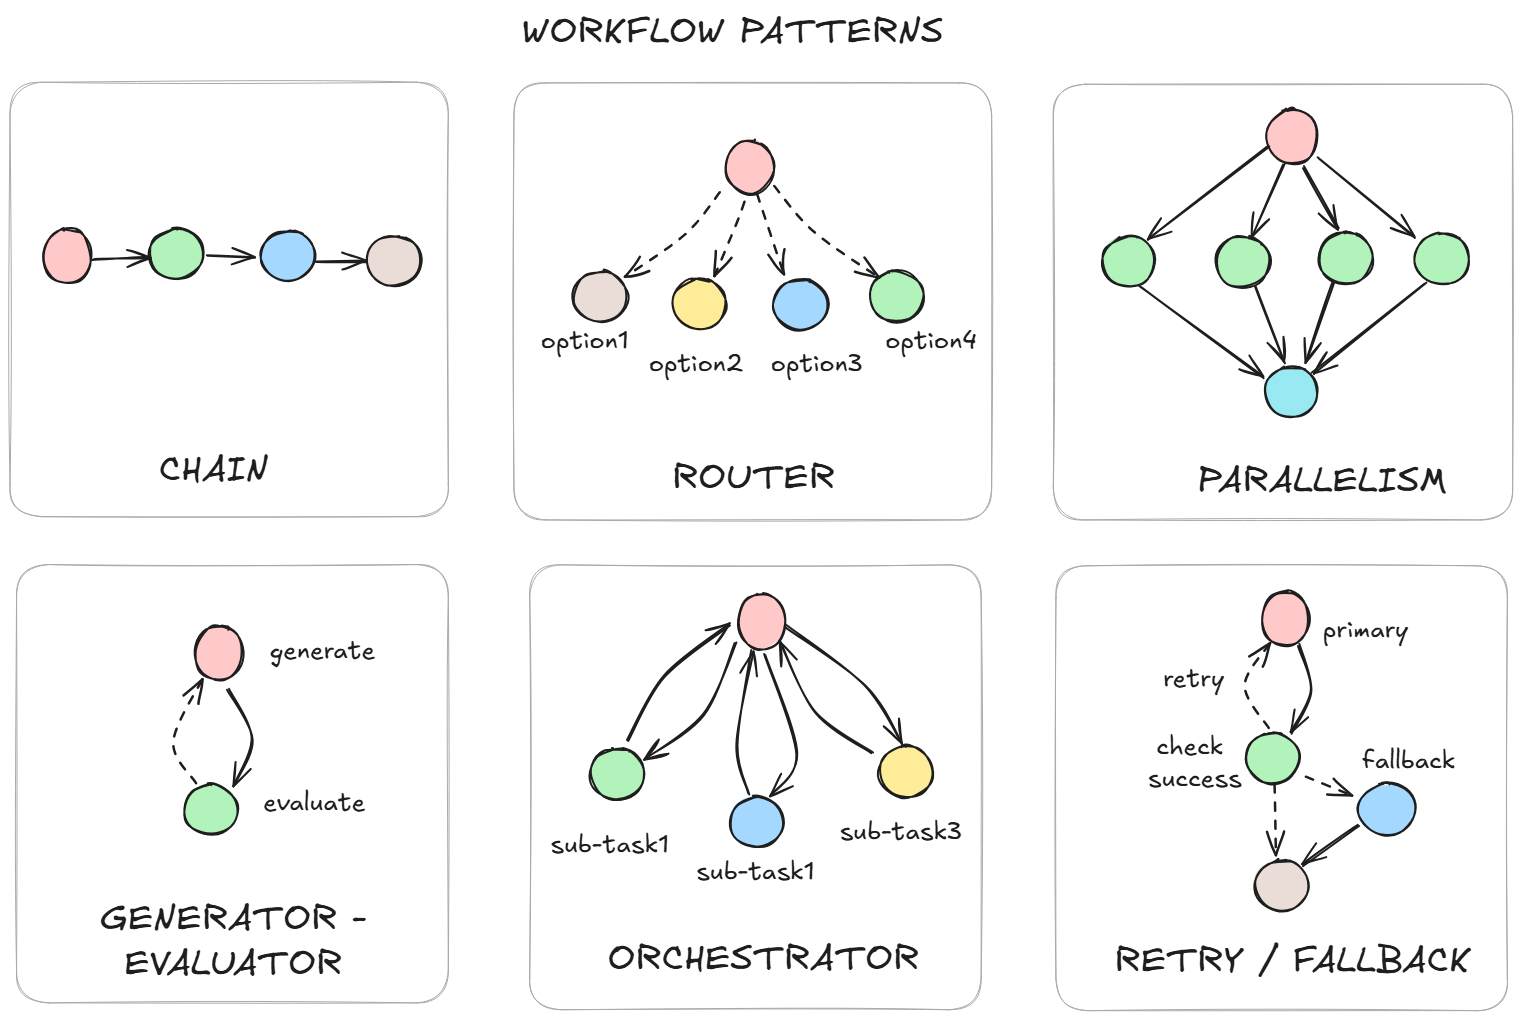 WORKFLOW PATTERNS
option1
option2
option3
option4
CHAIN
ROUTER
PARALLELISM
generate
evaluate
GENERATOR -
EVALUATOR
sub-task1
sub-task1
sub-task3
ORCHESTRATOR
primary
retry
check
success
fallback
RETRY / FALLBACK